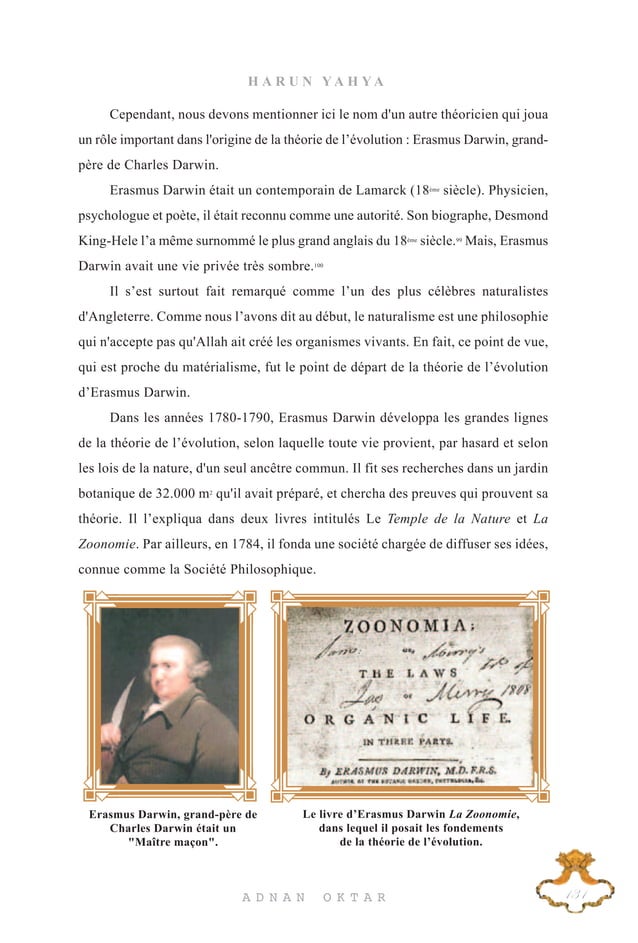 HARUN YAHYA
Cependant, nous devons mentionner ici le nom d'un autre théoricien qui joua
un rôle important dans l'origine de la théorie de l’évolution : Erasmus Darwin, grand-
père de Charles Darwin.
Erasmus Darwin était un contemporain de Lamarck (18ème siècle). Physicien,
psychologue et poète, il était reconnu comme une autorité. Son biographe, Desmond
King-Hele l’a même surnommé le plus grand anglais du 18ème siècle.99 Mais, Erasmus
Darwin avait une vie privée très sombre.100
Il s’est surtout fait remarqué comme l’un des plus célèbres naturalistes
d'Angleterre. Comme nous l’avons dit au début, le naturalisme est une philosophie
qui n'accepte pas qu'Allah ait créé les organismes vivants. En fait, ce point de vue,
qui est proche du matérialisme, fut le point de départ de la théorie de l’évolution
d’Erasmus Darwin.
Dans les années 1780-1790, Erasmus Darwin développa les grandes lignes
de la théorie de l’évolution, selon laquelle toute vie provient, par hasard et selon
les lois de la nature, d'un seul ancêtre commun. Il fit ses recherches dans un jardin
botanique de 32.000 m2 qu'il avait préparé, et chercha des preuves qui prouvent sa
théorie. Il l’expliqua dans deux livres intitulés Le Temple de la Nature et La
Zoonomie. Par ailleurs, en 1784, il fonda une société chargée de diffuser ses idées,
connue comme la Société Philosophique.
ZOONOMIA;
or,
THE LAWS
OF
Merry 1808
ORGANIC LIFE.
IN THREE PARTS.
By ERASMUS DARWIN, M.D. F.R.S.
AUTHOR OF THE BOTANIC GARDEN, PHYTOLOGIA, &c.
Erasmus Darwin, grand-père de
Charles Darwin était un
"Maître maçon".
Le livre d’Erasmus Darwin La Zoonomie,
dans lequel il posait les fondements
de la théorie de l’évolution.
ADNAN OKTAR
131